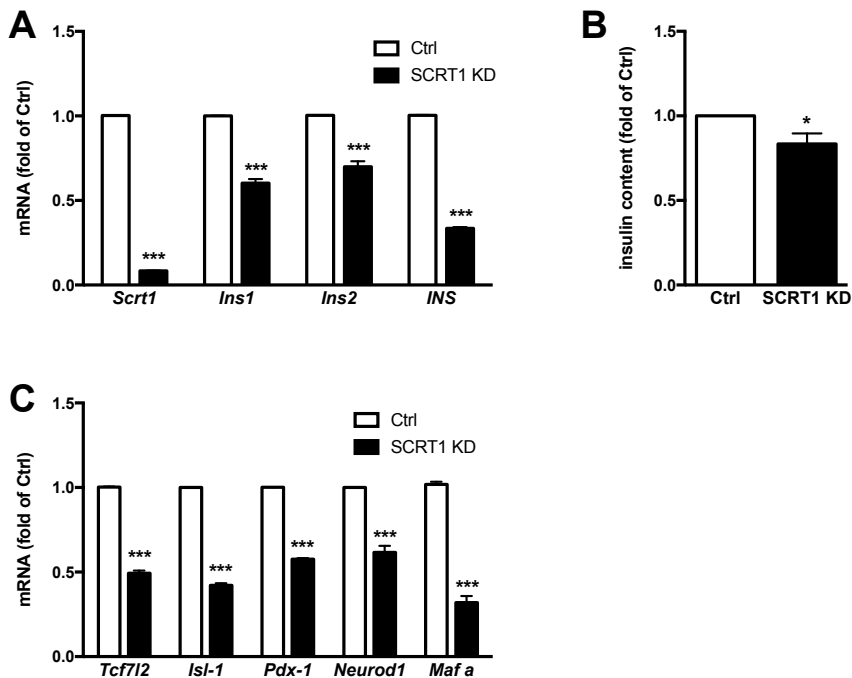 A
mRNA (fold of Ctrl)
1.5
1.0
0.5
0.0
Ctrl
SCRT1 KD
***
***
***
***
Scrt1 Ins1 Ins2 INS
B
insulin content (fold of Ctrl)
1.5
1.0
0.5
0.0
*
Ctrl SCRT1 KD
C
mRNA (fold of Ctrl)
1.5
1.0
0.5
0.0
Ctrl
SCRT1 KD
***
***
***
***
***
Tcf7l2 Isl-1 Pdx-1 Neurod1 Maf a